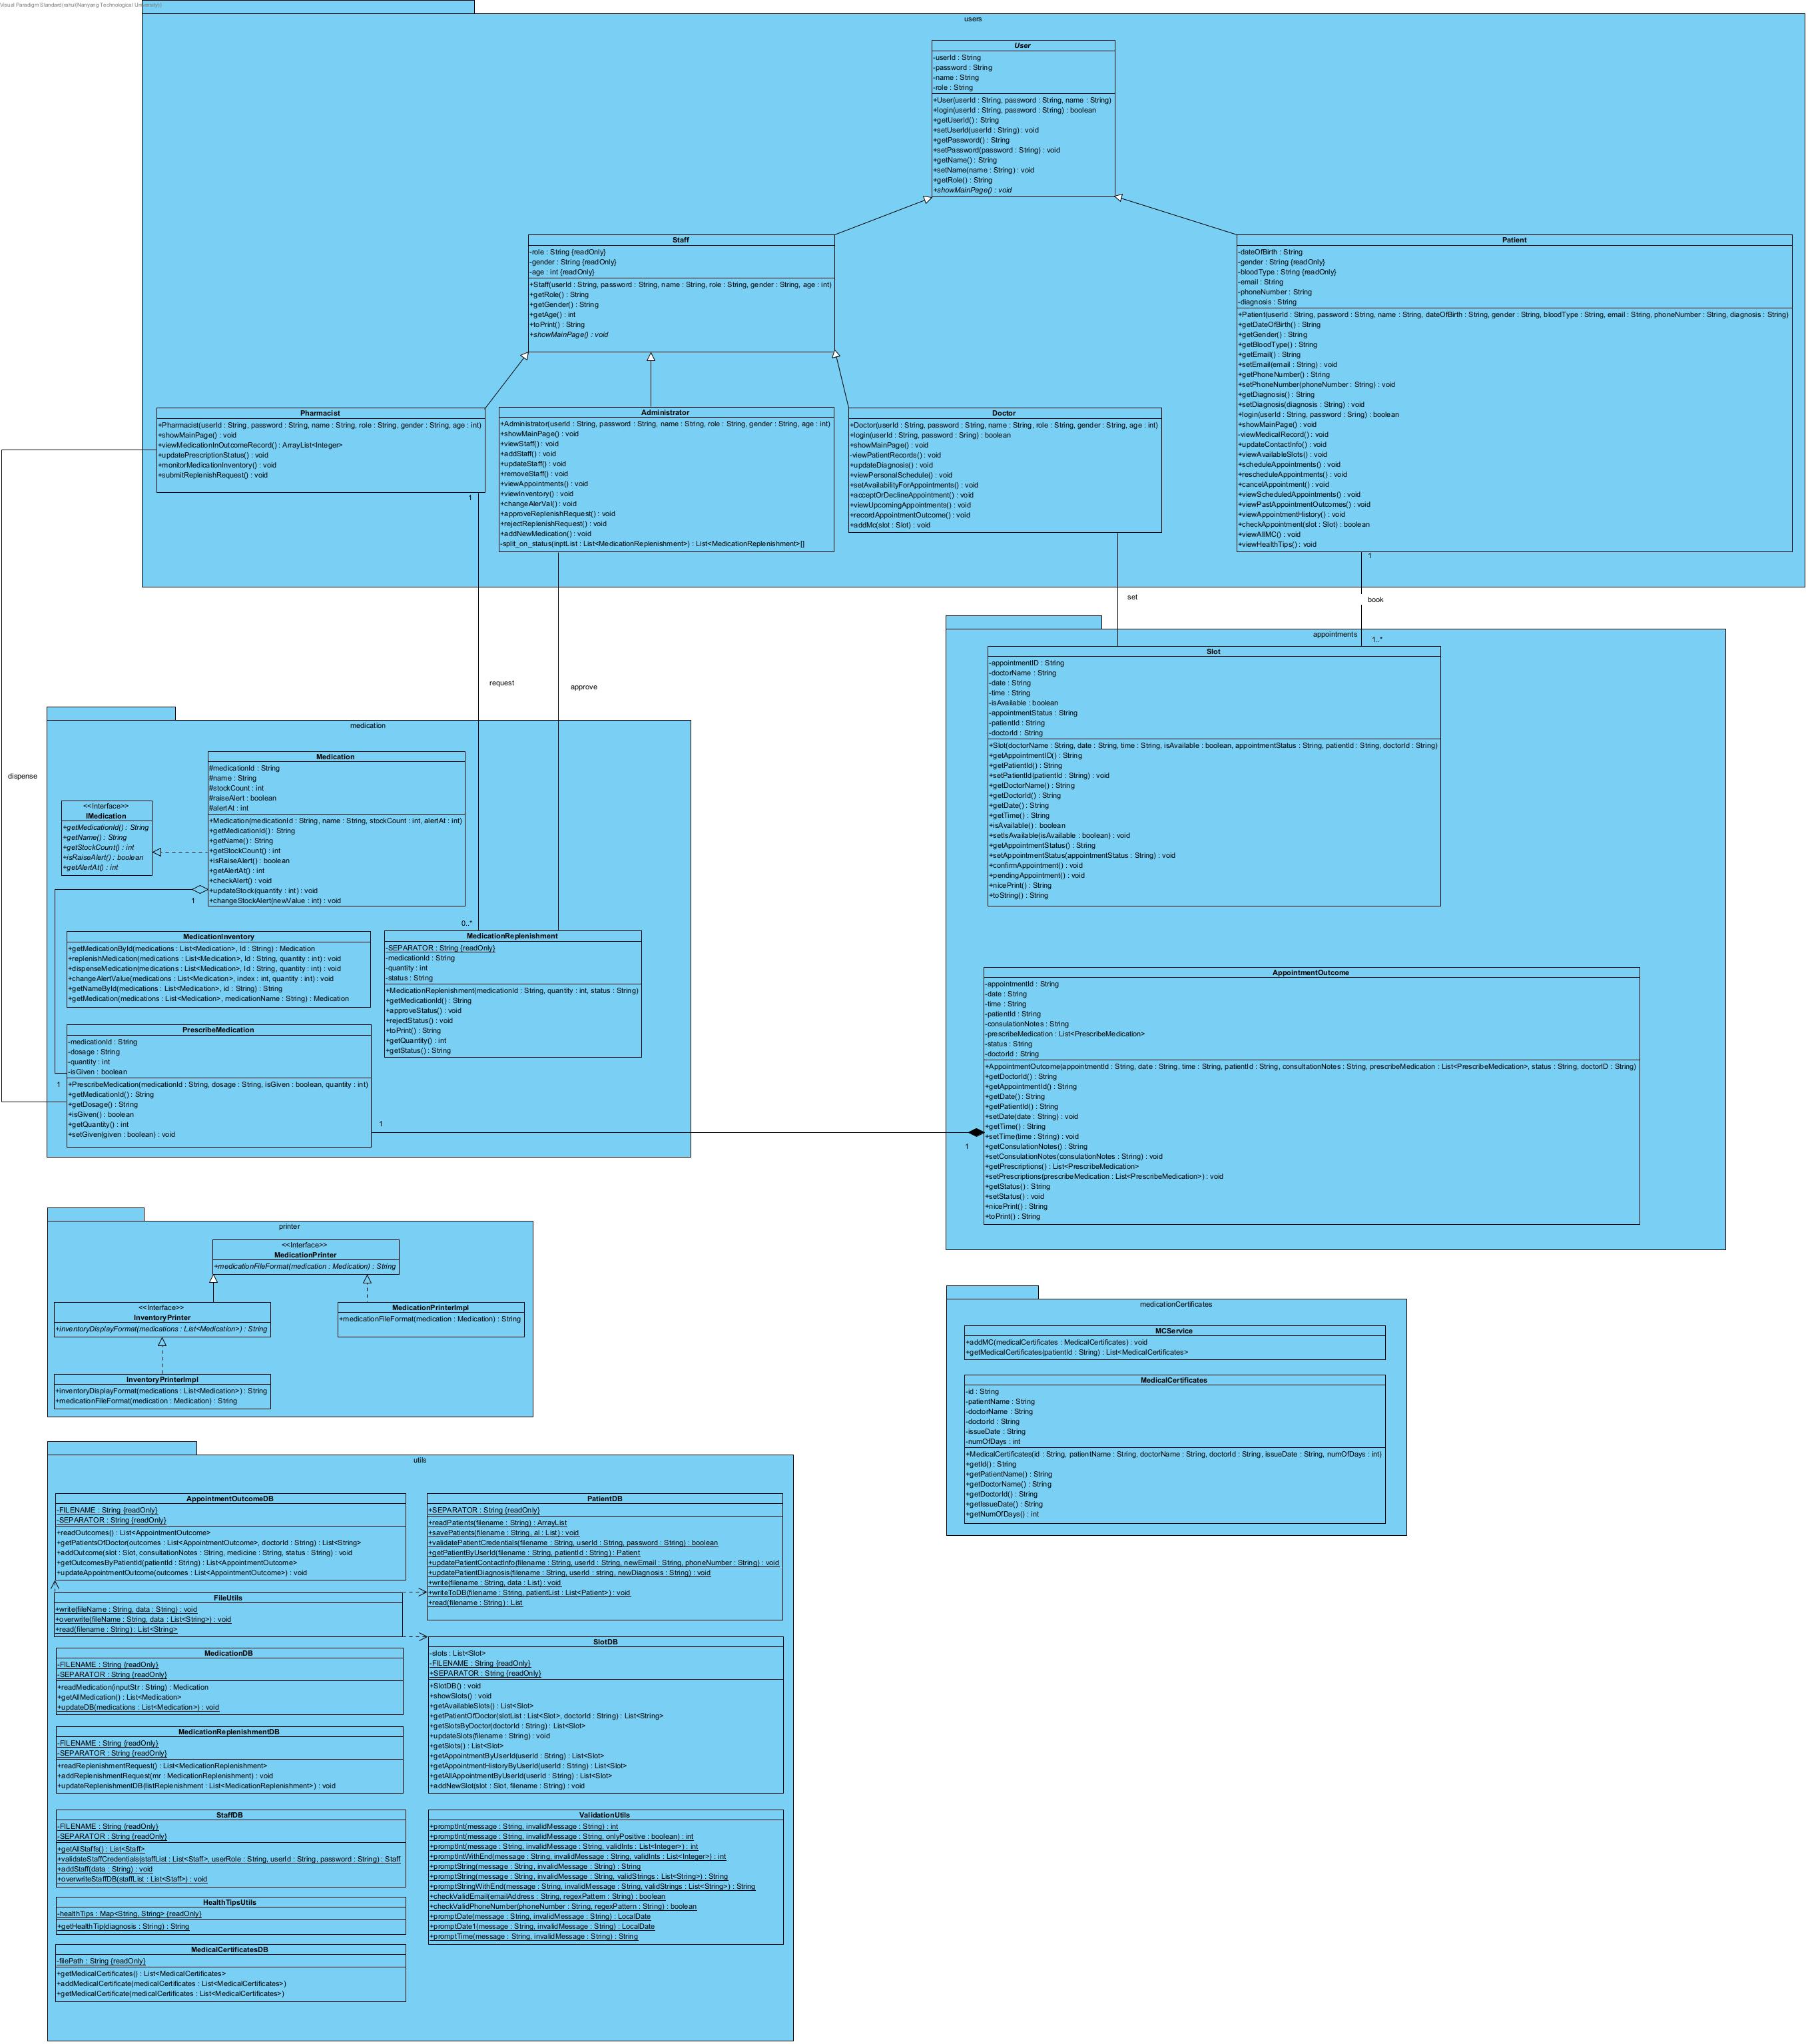 Visual Paradigm Standard(rahul(Nanyang Technological University))
users
User
-userId : String
-password : String
-name : String
-role : String
+User(userId : String, password : String, name : String)
+login(userId : String, password : String) : boolean
+getUserId() : String
+setUserId(userId : String) : void
+getPassword() : String
+setPassword(password : String) : void
+getName() : String
+setName(name : String) : void
+getRole() : String
+showMainPage() : void
Staff
-role : String {readOnly}
-gender : String {readOnly}
-age : int {readOnly}
+Staff(userId : String, password : String, name : String, role : String, gender : String, age : int)
+getRole() : String
+getGender() : String
+getAge() : int
+toPrint() : String
+showMainPage() : void
Patient
-dateOfBirth : String
-gender : String {readOnly}
-bloodType : String {readOnly}
-email : String
-phoneNumber : String
-diagnosis : String
+Patient(userId : String, password : String, name : String, dateOfBirth : String, gender : String, bloodType : String, email : String, phoneNumber : String, diagnosis : String)
+getDateOfBirth() : String
+getGender() : String
+getBloodType() : String
+getEmail() : String
+setEmail(email : String) : void
+getPhoneNumber() : String
+setPhoneNumber(phoneNumber : String) : void
+getDiagnosis() : String
+setDiagnosis(diagnosis : String) : void
+login(userId : String, password : Sring) : boolean
+showMainPage() : void
-viewMedicalRecord() : void
+updateContactInfo() : void
+viewAvailableSlots() : void
+scheduleAppointments() : void
+rescheduleAppointments() : void
+cancelAppointment() : void
+viewScheduledAppointments() : void
+viewPastAppointmentOutcomes() : void
+viewAppointmentHistory() : void
+checkAppointment(slot : Slot) : boolean
+viewAllMC() : void
+viewHealthTips() : void
Pharmacist
+Pharmacist(userId : String, password : String, name : String, role : String, gender : String, age : int)
+showMainPage() : void
+viewMedicationInOutcomeRecord() : ArrayList<Integer>
+updatePrescriptionStatus() : void
+monitorMedicationInventory() : void
+submitReplenishRequest() : void
Administrator
+Administrator(userId : String, password : String, name : String, role : String, gender : String, age : int)
+showMainPage() : void
+viewStaff() : void
+addStaff() : void
+updateStaff() : void
+removeStaff() : void
+viewAppointments() : void
+viewInventory() : void
+changeAlerVal() : void
+approveReplenishRequest() : void
+rejectReplenishRequest() : void
+addNewMedication() : void
-split_on_status(inptList : List<MedicationReplenishment>) : List<MedicationReplenishment>[]
Doctor
+Doctor(userId : String, password : String, name : String, role : String, gender : String, age : int)
+login(userId : String, password : Sring) : boolean
+showMainPage() : void
-viewPatientRecords() : void
+updateDiagnosis() : void
+viewPersonalSchedule() : void
+setAvailabilityForAppointments() : void
+acceptOrDeclineAppointment() : void
+viewUpcomingAppointments() : void
+recordAppointmentOutcome() : void
+addMc(slot : Slot) : void
1
1
set
book
1..*
request
approve
dispense
appointments
Slot
-appointmentID : String
-doctorName : String
-date : String
-time : String
-isAvailable : boolean
-appointmentStatus : String
-patientId : String
-doctorId : String
+Slot(doctorName : String, date : String, time : String, isAvailable : boolean, appointmentStatus : String, patientId : String, doctorId : String)
+getAppointmentID() : String
+getPatientId() : String
+setPatientId(patientId : String) : void
+getDoctorName() : String
+getDoctorId() : String
+getDate() : String
+getTime() : String
+isAvailable() : boolean
+setIsAvailable(isAvailable : boolean) : void
+getAppointmentStatus() : String
+setAppointmentStatus(appointmentStatus : String) : void
+confirmAppointment() : void
+pendingAppointment() : void
+nicePrint() : String
+toString() : String
medication
Medication
#medicationId : String
#name : String
#stockCount : int
#raiseAlert : boolean
#alertAt : int
+Medication(medicationId : String, name : String, stockCount : int, alertAt : int)
+getMedicationId() : String
+getName() : String
+getStockCount() : int
+isRaiseAlert() : boolean
+getAlertAt() : int
+checkAlert() : void
+updateStock(quantity : int) : void
+changeStockAlert(newValue : int) : void
<<Interface>>
IMedication
+getMedicationId() : String
+getName() : String
+getStockCount() : int
+isRaiseAlert() : boolean
+getAlertAt() : int
1
0..*
MedicationInventory
+getMedicationById(medications : List<Medication>, Id : String) : Medication
+replenishMedication(medications : List<Medication>, Id : String, quantity : int) : void
+dispenseMedication(medications : List<Medication>, Id : String, quantity : int) : void
+changeAlertValue(medications : List<Medication>, index : int, quantity : int) : void
+getNameById(medications : List<Medication>, id : String) : String
+getMedication(medications : List<Medication>, medicationName : String) : Medication
MedicationReplenishment
-SEPARATOR : String {readOnly}
-medicationId : String
-quantity : int
-status : String
+MedicationReplenishment(medicationId : String, quantity : int, status : String)
+getMedicationId() : String
+approveStatus() : void
+rejectStatus() : void
+toPrint() : String
+getQuantity() : int
+getStatus() : String
PrescribeMedication
-medicationId : String
-dosage : String
-quantity : int
-isGiven : boolean
+PrescribeMedication(medicationId : String, dosage : String, isGiven : boolean, quantity : int)
+getMedicationId() : String
+getDosage() : String
+isGiven() : boolean
+getQuantity() : int
+setGiven(given : boolean) : void
1
1
1
AppointmentOutcome
-appointmentId : String
-date : String
-time : String
-patientId : String
-consulationNotes : String
-prescribeMedication : List<PrescribeMedication>
-status : String
-doctorId : String
+AppointmentOutcome(appointmentId : String, date : String, time : String, patientId : String, consultationNotes : String, prescribeMedication : List<PrescribeMedication>, status : String, doctorID : String)
+getDoctorId() : String
+getAppointmentId() : String
+getDate() : String
+getPatientId() : String
+setDate(date : String) : void
+getTime() : String
+setTime(time : String) : void
+getConsulationNotes() : String
+setConsulationNotes(consulationNotes : String) : void
+getPrescriptions() : List<PrescribeMedication>
+setPrescriptions(prescribeMedication : List<PrescribeMedication>) : void
+getStatus() : String
+setStatus() : void
+nicePrint() : String
+toPrint() : String
printer
<<Interface>>
MedicationPrinter
+medicationFileFormat(medication : Medication) : String
<<Interface>>
InventoryPrinter
+inventoryDisplayFormat(medications : List<Medication>) : String
MedicationPrinterImpl
+medicationFileFormat(medication : Medication) : String
InventoryPrinterImpl
+inventoryDisplayFormat(medications : List<Medication>) : String
+medicationFileFormat(medication : Medication) : String
medicationCertificates
MCService
+addMC(medicalCertificates : MedicalCertificates) : void
+getMedicalCertificates(patientId : String) : List<MedicalCertificates>
MedicalCertificates
-id : String
-patientName : String
-doctorName : String
-doctorId : String
-issueDate : String
-numOfDays : int
+MedicalCertificates(id : String, patientName : String, doctorName : String, doctorId : String, issueDate : String, numOfDays : int)
+getId() : String
+getPatientName() : String
+getDoctorName() : String
+getDoctorId() : String
+getIssueDate() : String
+getNumOfDays() : int
utils
AppointmentOutcomeDB
-FILENAME : String {readOnly}
-SEPARATOR : String {readOnly}
+readOutcomes() : List<AppointmentOutcome>
+getPatientsOfDoctor(outcomes : List<AppointmentOutcome>, doctorId : String) : List<String>
+addOutcome(slot : Slot, consultationNotes : String, medicine : String, status : String) : void
+getOutcomesByPatientId(patientId : String) : List<AppointmentOutcome>
+updateAppointmentOutcome(outcomes : List<AppointmentOutcome>) : void
PatientDB
+SEPARATOR : String {readOnly}
+readPatients(filename : String) : ArrayList
+savePatients(filename : String, al : List) : void
+validatePatientCredentials(filename : String, userId : String, password : String) : boolean
+getPatientByUserId(filename : String, patientId : String) : Patient
+updatePatientContactInfo(filename : String, userId : String, newEmail : String, phoneNumber : String) : void
+updatePatientDiagnosis(filename : String, userId : string, newDiagnosis : String) : void
+write(filename : String, data : List) : void
+writeToDB(filename : String, patientList : List<Patient>) : void
+read(filename : String) : List
FileUtils
+write(fileName : String, data : String) : void
+overwrite(fileName : String, data : List<String>) : void
+read(filename : String) : List<String>
SlotDB
-slots : List<Slot>
-FILENAME : String {readOnly}
+SEPARATOR : String {readOnly}
+SlotDB() : void
+showSlots() : void
+getAvailableSlots() : List<Slot>
+getPatientOfDoctor(slotList : List<Slot>, doctorId : String) : List<String>
+getSlotsByDoctor(doctorId : String) : List<Slot>
+updateSlots(filename : String) : void
+getSlots() : List<Slot>
+getAppointmentByUserId(userId : String) : List<Slot>
+getAppointmentHistoryByUserId(userId : String) : List<Slot>
+getAllAppointmentByUserId(userId : String) : List<Slot>
+addNewSlot(slot : Slot, filename : String) : void
MedicationDB
-FILENAME : String {readOnly}
-SEPARATOR : String {readOnly}
+readMedication(inputStr : String) : Medication
+getAllMedication() : List<Medication>
+updateDB(medications : List<Medication>) : void
MedicationReplenishmentDB
-FILENAME : String {readOnly}
-SEPARATOR : String {readOnly}
+readReplenishmentRequest() : List<MedicationReplenishment>
+addReplenishmentRequest(mr : MedicationReplenishment) : void
+updateReplenishmentDB(listReplenishment : List<MedicationReplenishment>) : void
StaffDB
-FILENAME : String {readOnly}
-SEPARATOR : String {readOnly}
+getAllStaffs() : List<Staff>
+validateStaffCredentials(staffList : List<Staff>, userRole : String, userId : String, password : String) : Staff
+addStaff(data : String) : void
+overwriteStaffDB(staffList : List<Staff>) : void
ValidationUtils
+promptInt(message : String, invalidMessage : String) : int
+promptInt(message : String, invalidMessage : String, onlyPositive : boolean) : int
+promptInt(message : String, invalidMessage : String, validInts : List<Integer>) : int
+promptIntWithEnd(message : String, invalidMessage : String, validInts : List<Integer>) : int
+promptString(message : String, invalidMessage : String) : String
+promptString(message : String, invalidMessage : String, validStrings : List<String>) : String
+promptStringWithEnd(message : String, invalidMessage : String, validStrings : List<String>) : String
+checkValidEmail(emailAddress : String, regexPattem : String) : boolean
+checkValidPhoneNumber(phoneNumber : String, regexPattern : String) : boolean
+promptDate(message : String, invalidMessage : String) : LocalDate
+promptDate1(message : String, invalidMessage : String) : LocalDate
+promptTime(message : String, invalidMessage : String) : String
HealthTipsUtils
-healthTips : Map<String, String> {readOnly}
+getHealthTip(diagnosis : String) : String
MedicalCertificatesDB
-filePath : String {readOnly}
+getMedicalCertificates() : List<MedicalCertificates>
+addMedicalCertificate(medicalCertificates : List<MedicalCertificates>)
+getMedicalCertificate(medicalCertificates : List<MedicalCertificates>)